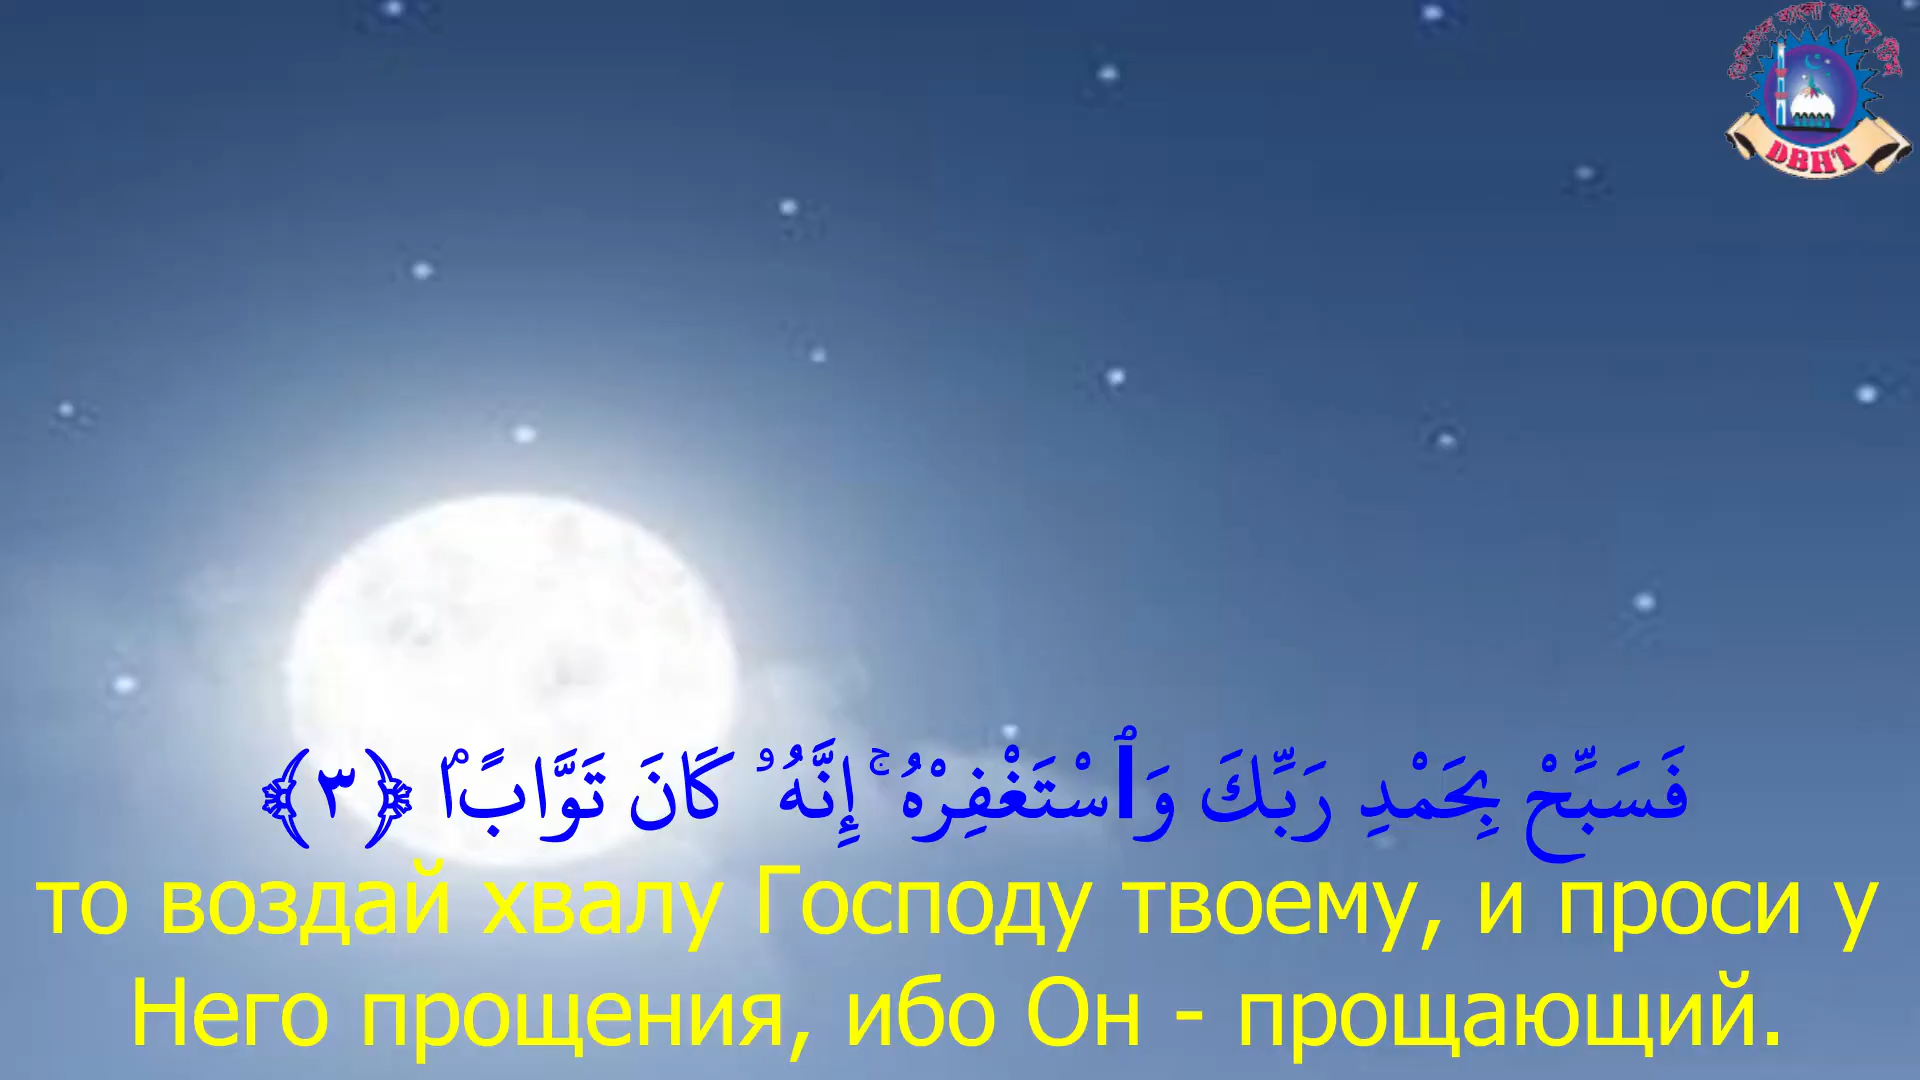 DBHT
فَسَبِّحْ بِحَمْدِ رَبِّكَ وَٱسْتَغْفِرْهُ ۚ إِنَّهُۥ كَانَ تَوَّابًۢا ﴿٣﴾
то воздай хвалу Господу твоему, и проси у
Него прощения, ибо Он - прощающий.